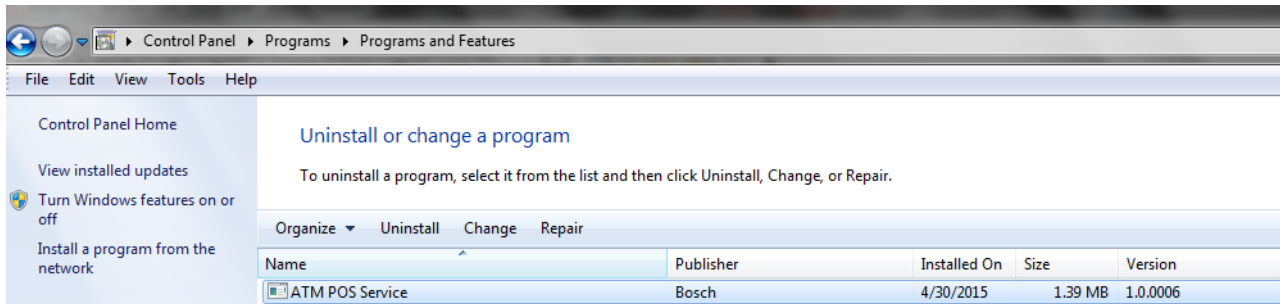 Control Panel Programs Programs and Features
File Edit View Tools Help
Control Panel Home
View installed updates
Turn Windows features on or
off
Install a program from the
network
Uninstall or change a program
To uninstall a program, select it from the list and then click Uninstall, Change, or Repair.
Organize Uninstall Change Repair
Name Publisher Installed On Size Version
ATM POS Service Bosch 4/30/2015 1.39 MB 1.0.0006